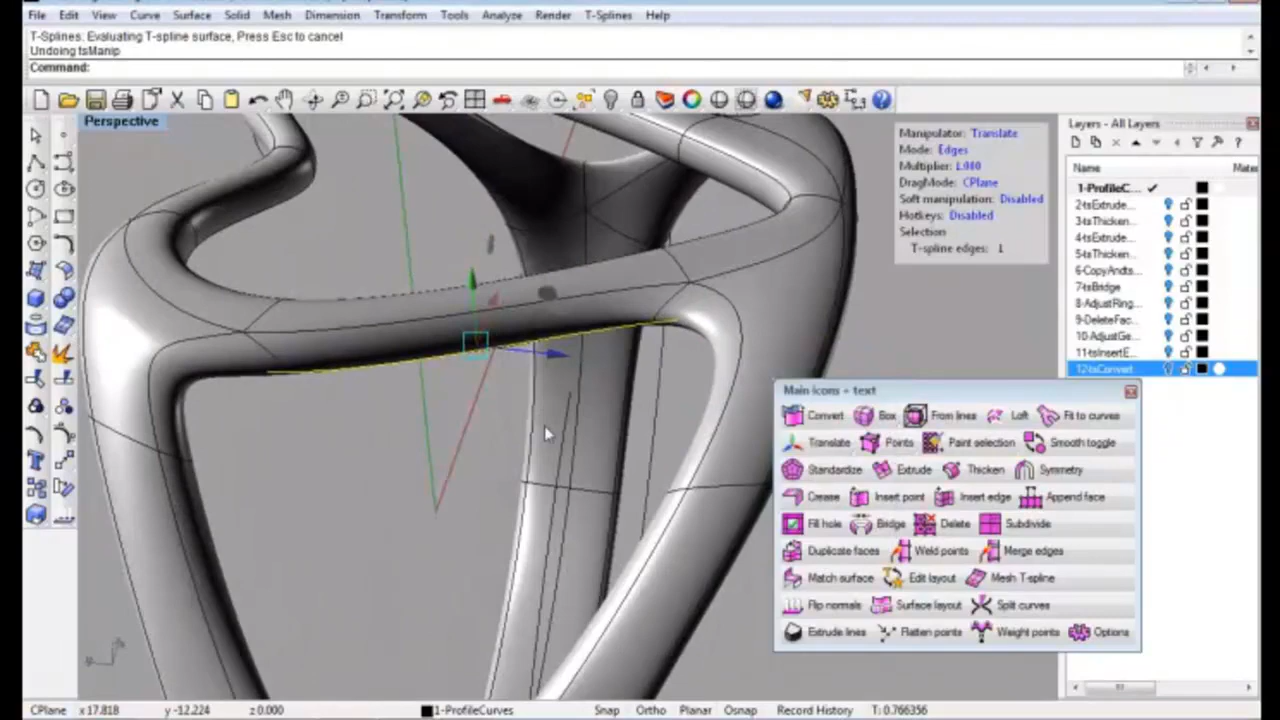 File Edit View Curve Surface Solid Mesh Dimension Transform Tools Analyze Render T-Splines Help
T-Splines: Evaluating T-spline surface, Press Esc to cancel
Undoing tsManip
Command:
Perspective
Manipulator: Translate
Mode: Edges
Multiplier: 1.000
DragMode: CPlane
Soft manipulation: Disabled
Hotkeys: Disabled
Selection
T-spline edges: 1
Layers - All Layers
Name Mate
1-ProfileC...
2-tsExtrude...
3-tsThicken...
4-tsExtrude...
5-tsThicken...
6-CopyAndts...
7-tsBridge
8-AdjustRing...
9-DeleteFac...
10-AdjustGe...
11-tsInsertE...
12-tsConvert
Main icons - text
Convert Box From lines Loft Fit to curves
Translate Points Paint selection Smooth toggle
Standardize Extrude Thicken Symmetry
Crease Insert point Insert edge Append face
Fill hole Bridge Delete Subdivide
Duplicate faces Weld points Merge edges
Match surface Edit layout Mesh T-spline
Flip normals Surface layout Split curves
Extrude lines Flatten points Weight points Options
CPlane x 17.818 y -12.224 z 0.000 1-ProfileCurves Snap Ortho Planar Osnap Record History T: 0.766356